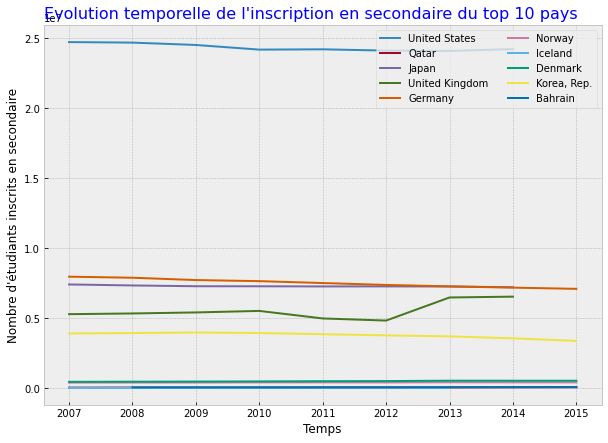 Evolution temporelle de l'inscription en secondaire du top 10 pays
1e7
United States
Qatar
Japan
United Kingdom
Germany
Norway
Iceland
Denmark
Korea, Rep.
Bahrain
Nombre d'étudiants inscrits en secondaire
2.5
2.0
1.5
1.0
0.5
0.0
2007 2008 2009 2010 2011 2012 2013 2014 2015
Temps